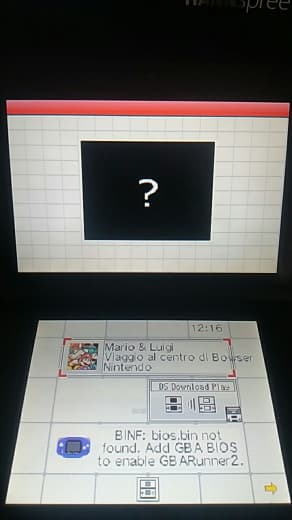 ?
12:16
Mario & Luigi
Viaggio al centro di Bowser
Nintendo
DS Download Play
BINF: bios.bin not
found. Add GBA BIOS
to enable GBARunner2.